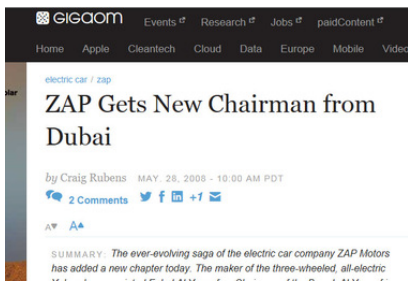 GIGAOM Events Research Jobs paidContent
Home Apple Cleantech Cloud Data Europe Mobile Video
electric car / zap
ZAP Gets New Chairman from
Dubai
by Craig Rubens MAY. 28, 2008 - 10:00 AM PDT
2 Comments f in +1
A▼ A▲
SUMMARY: The ever-evolving saga of the electric car company ZAP Motors
has added a new chapter today. The maker of the three-wheeled, all-electric